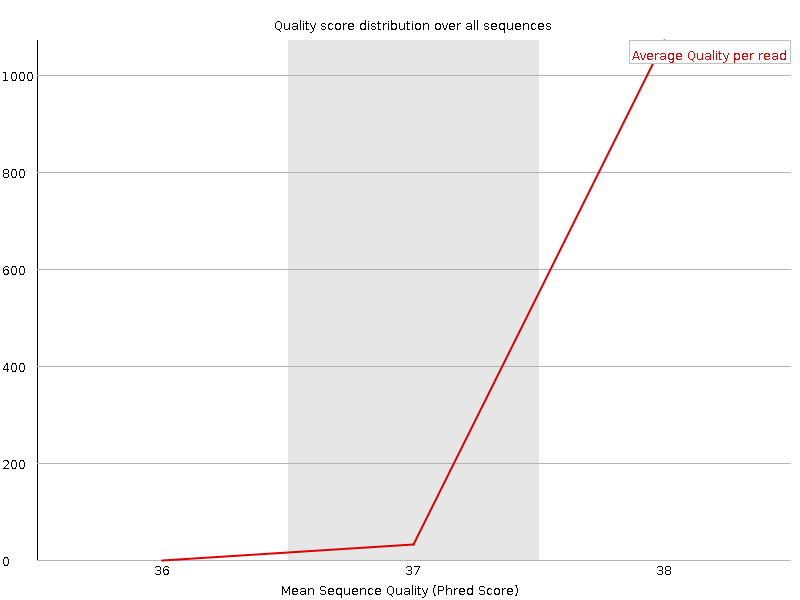 Quality score distribution over all sequences
Average Quality per read
1000
800
600
400
200
0
36 37 38
Mean Sequence Quality (Phred Score)